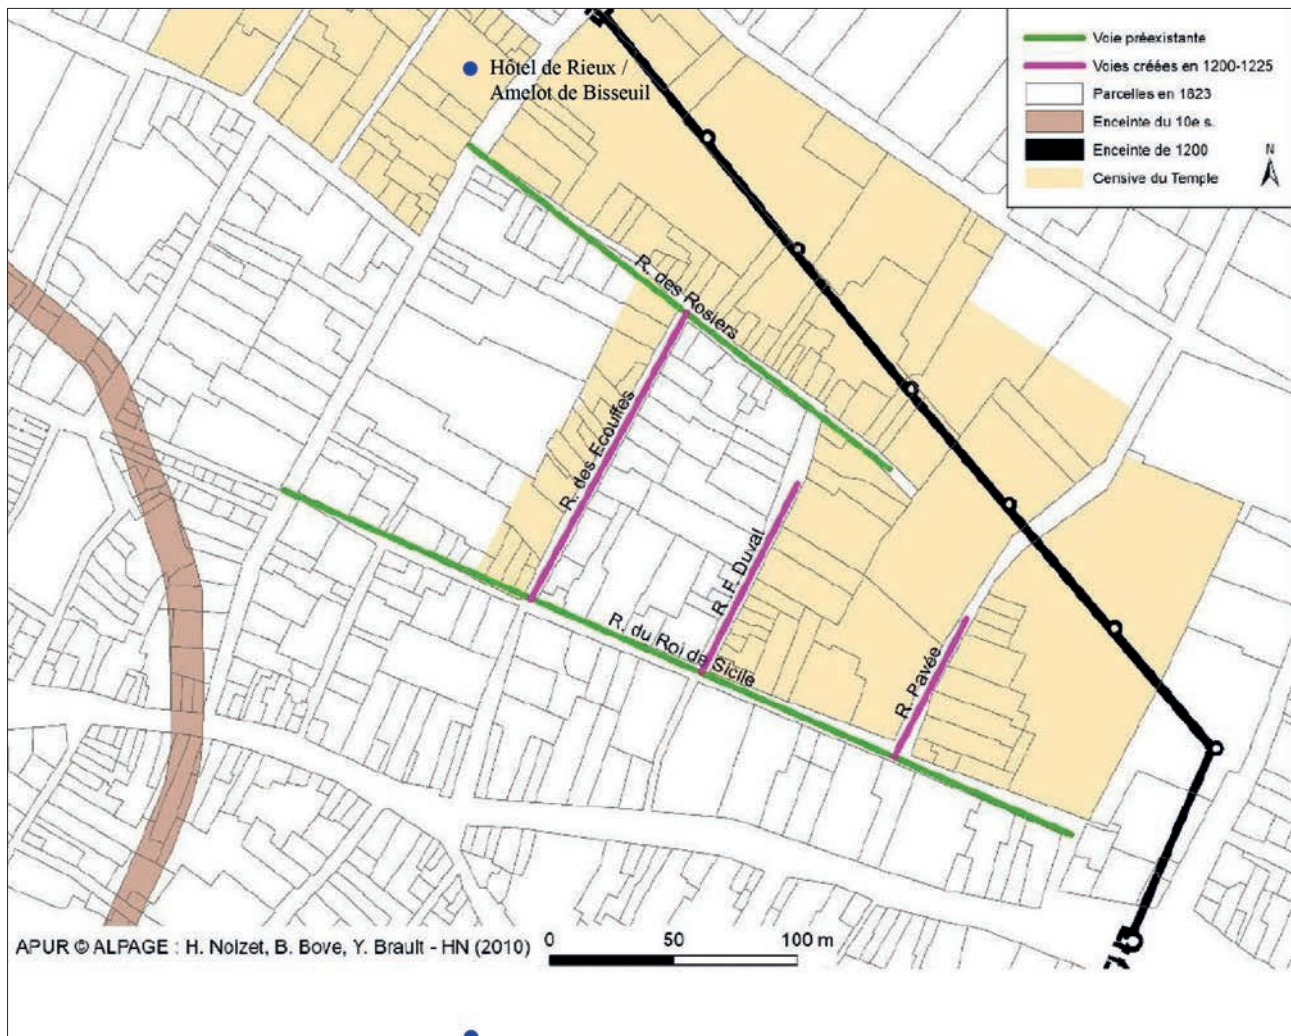 Hôtel de Rieux /
Amelot de Bisseuil
Voie préexistante
Voies créées en 1200-1225
Parcelles en 1823
Enceinte du 10e s.
Enceinte de 1200
Censive du Temple
N
R. des Rosiers
R. des Ecouffes
R. F. Duval
R. du Roi de Sicile
R. Pavée
APUR © ALPAGE : H. Noizet, B. Bove, Y. Brault - HN (2010)
0 50 100 m